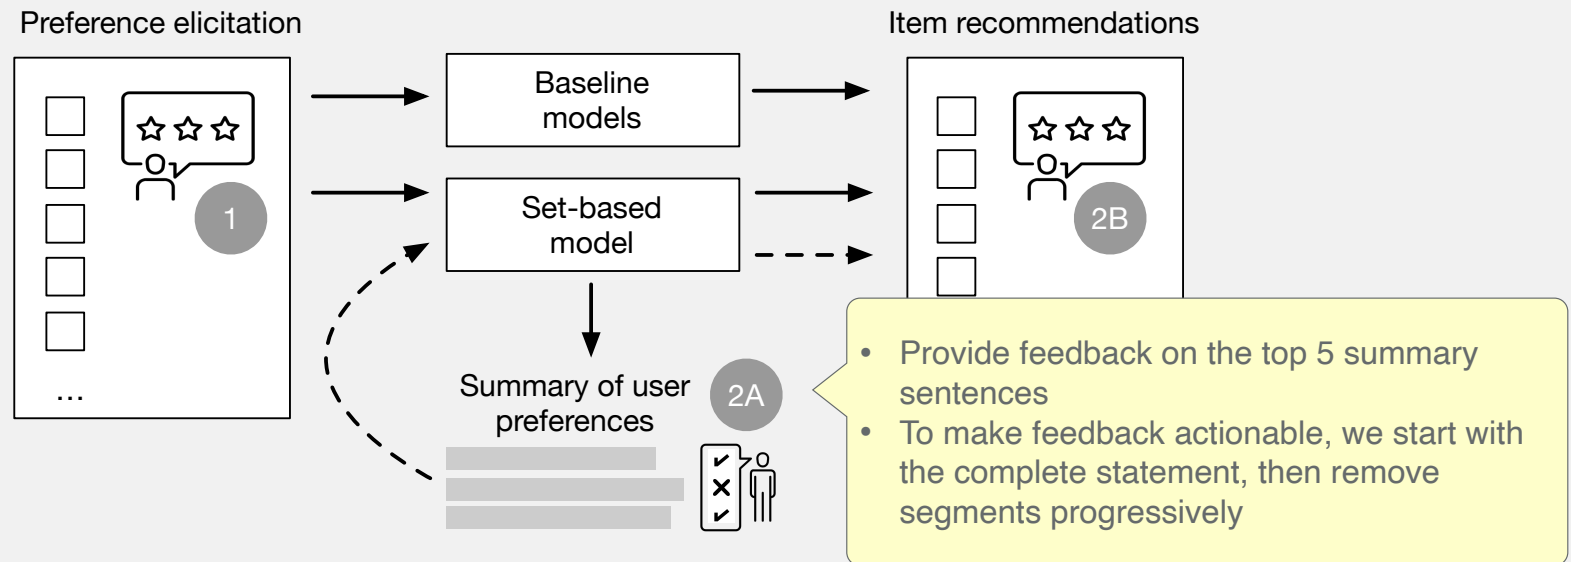 Preference elicitation
Item recommendations
Baseline
models
1
Set-based
model
2B
Summary of user
preferences
2A
...
• Provide feedback on the top 5 summary
sentences
• To make feedback actionable, we start with
the complete statement, then remove
segments progressively